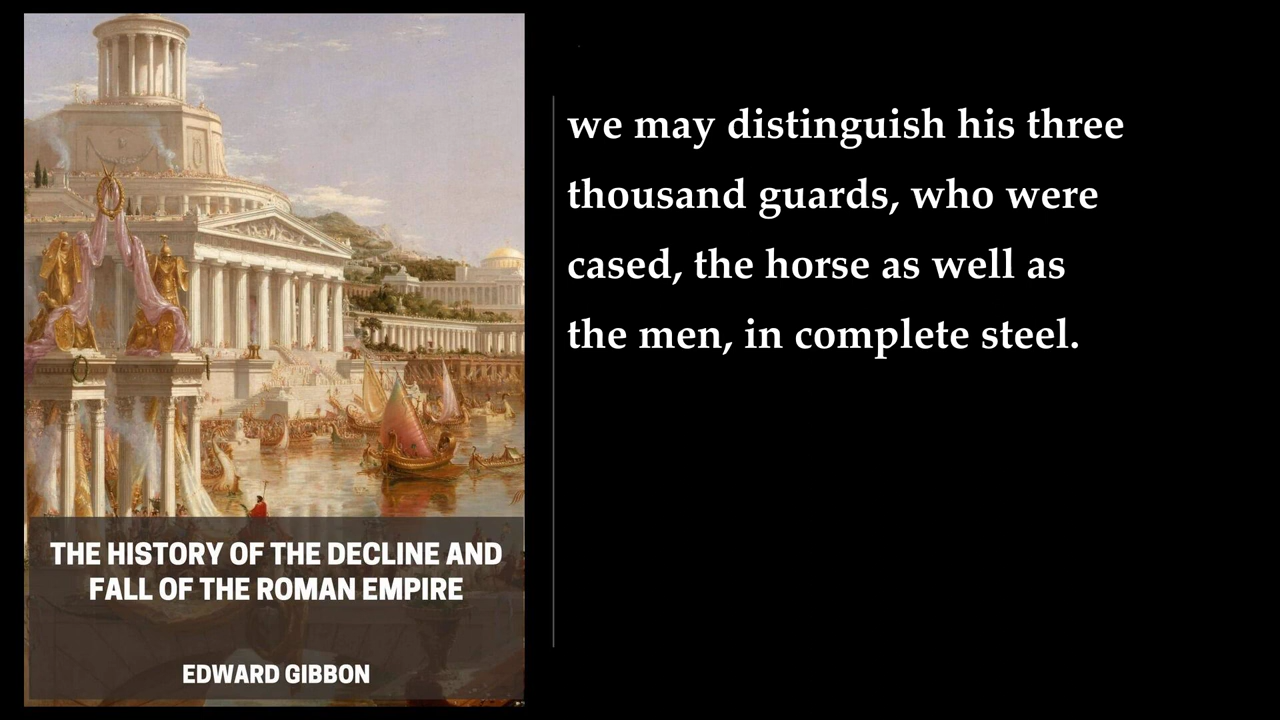 THE HISTORY OF THE DECLINE AND
FALL OF THE ROMAN EMPIRE
EDWARD GIBBON
we may distinguish his three
thousand guards, who were
cased, the horse as well as
the men, in complete steel.